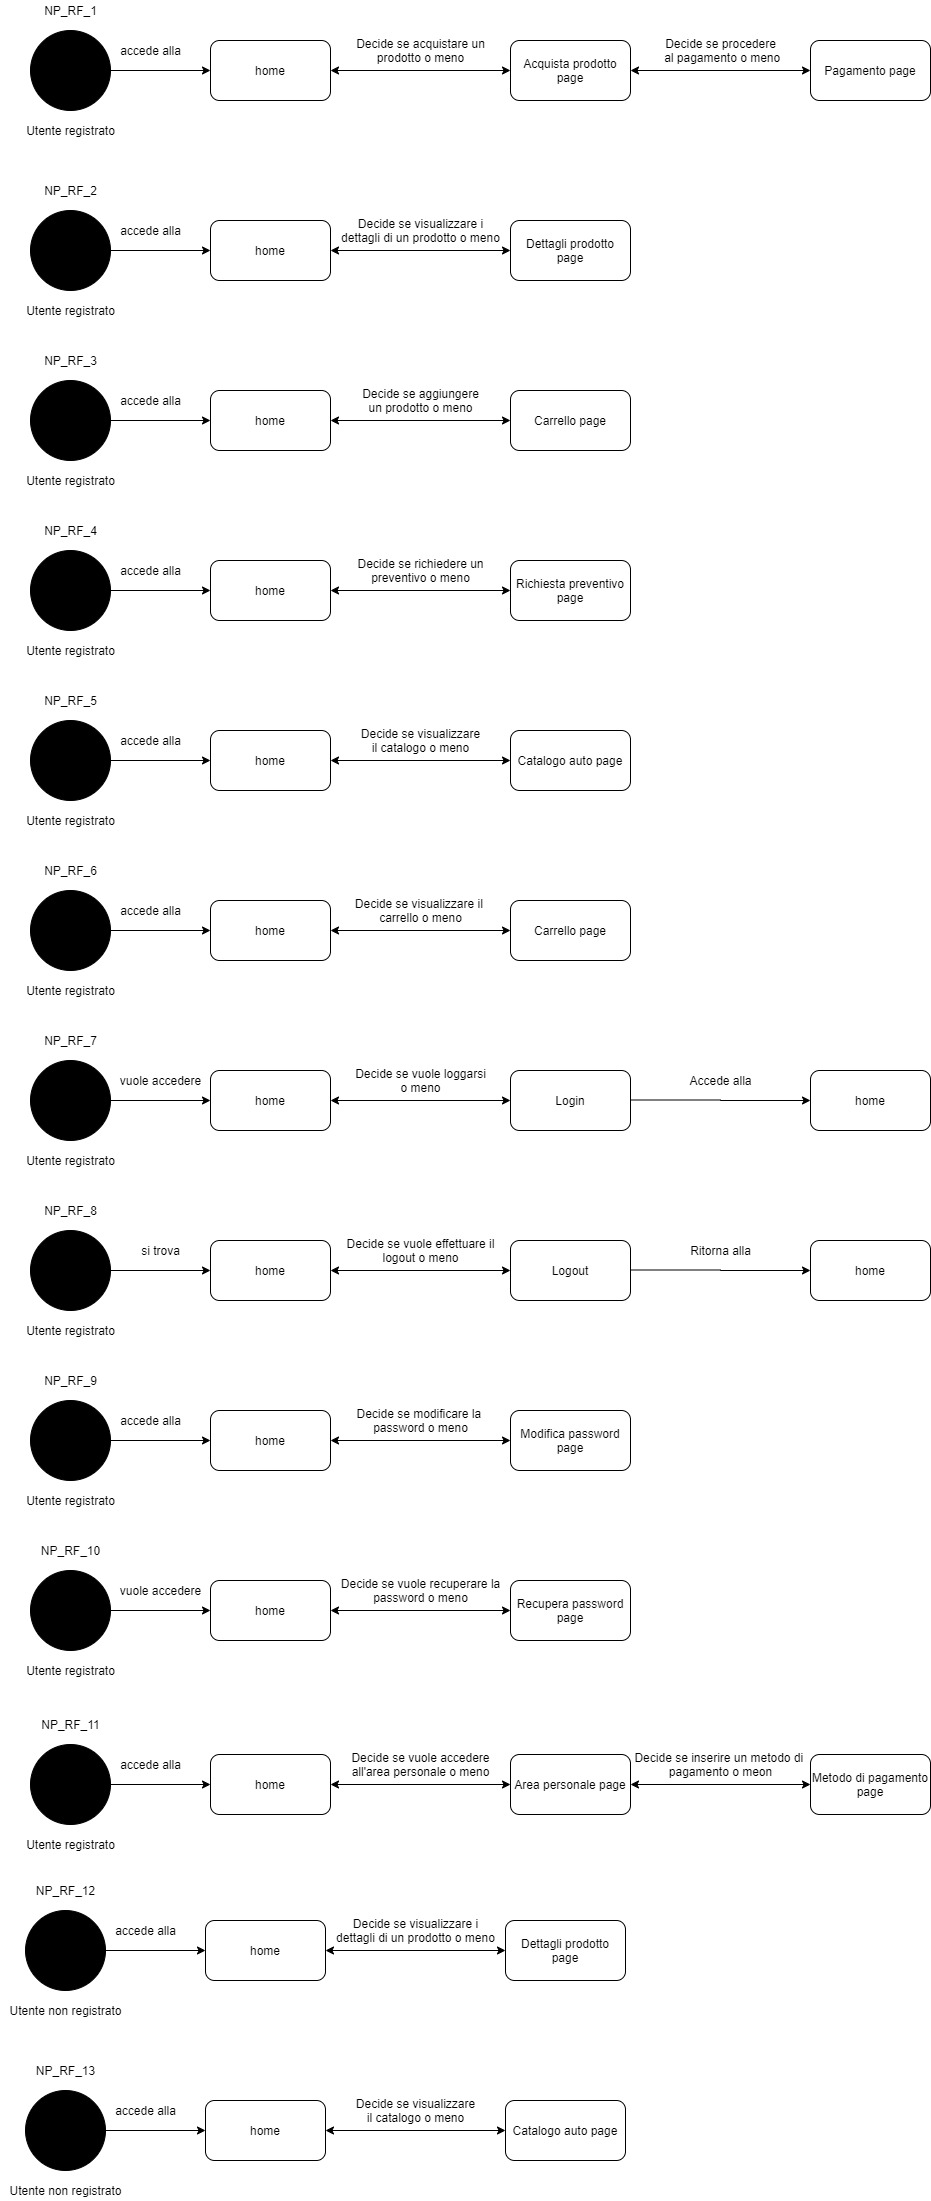 NP_RF_1
accede alla
home
Decide se acquistare un
prodotto o meno
Acquista prodotto
page
Decide se procedere
al pagamento o meno
Pagamento page
Utente registrato
NP_RF_2
accede alla
home
Decide se visualizzare i
dettagli di un prodotto o meno
Dettagli prodotto
page
Utente registrato
NP_RF_3
accede alla
home
Decide se aggiungere
un prodotto o meno
Carrello page
Utente registrato
NP_RF_4
accede alla
home
Decide se richiedere un
preventivo o meno
Richiesta preventivo
page
Utente registrato
NP_RF_5
accede alla
home
Decide se visualizzare
il catalogo o meno
Catalogo auto page
Utente registrato
NP_RF_6
accede alla
home
Decide se visualizzare il
carrello o meno
Carrello page
Utente registrato
NP_RF_7
vuole accedere
home
Decide se vuole loggarsi
o meno
Login
Accede alla
home
Utente registrato
NP_RF_8
si trova
home
Decide se vuole effettuare il
logout o meno
Logout
Ritorna alla
home
Utente registrato
NP_RF_9
accede alla
home
Decide se modificare la
password o meno
Modifica password
page
Utente registrato
NP_RF_10
vuole accedere
home
Decide se vuole recuperare la
password o meno
Recupera password
page
Utente registrato
NP_RF_11
accede alla
home
Decide se vuole accedere
all'area personale o meno
Area personale page
Decide se inserire un metodo di
pagamento o meon
Metodo di pagamento
page
Utente registrato
NP_RF_12
accede alla
home
Decide se visualizzare i
dettagli di un prodotto o meno
Dettagli prodotto
page
Utente non registrato
NP_RF_13
accede alla
home
Decide se visualizzare
il catalogo o meno
Catalogo auto page
Utente non registrato